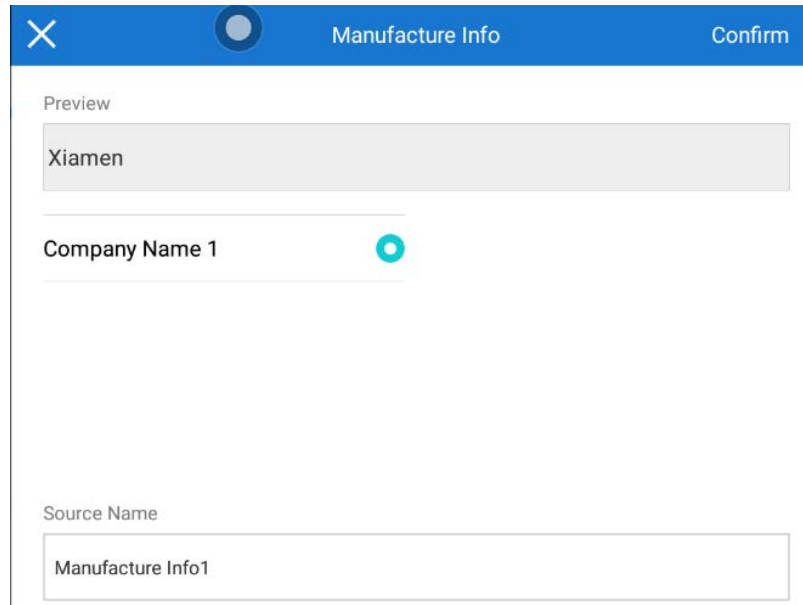 Manufacture Info
Confirm
Preview
Xiamen
Company Name 1
Source Name
Manufacture Info1